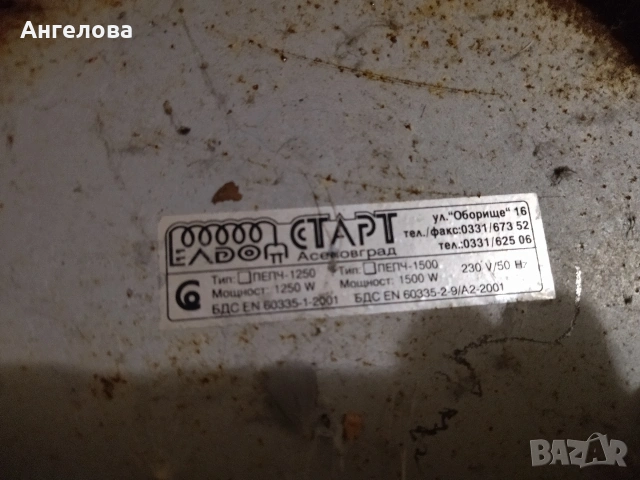 Ангелова
ЕЛДОМ СТАРТ
Асеновград
ул."Оборище" 16
тел./факс:0331/673 52
тел.:0331/625 06
Тип: ПЕПЧ-1250 Тип: ПЕПЧ-1500 230 V/50 Hz
Мощност: 1250 W Мощност: 1500 W
БДС EN 60335-1-2001 БДС EN 60335-2-9/A2-2001
BAZAR